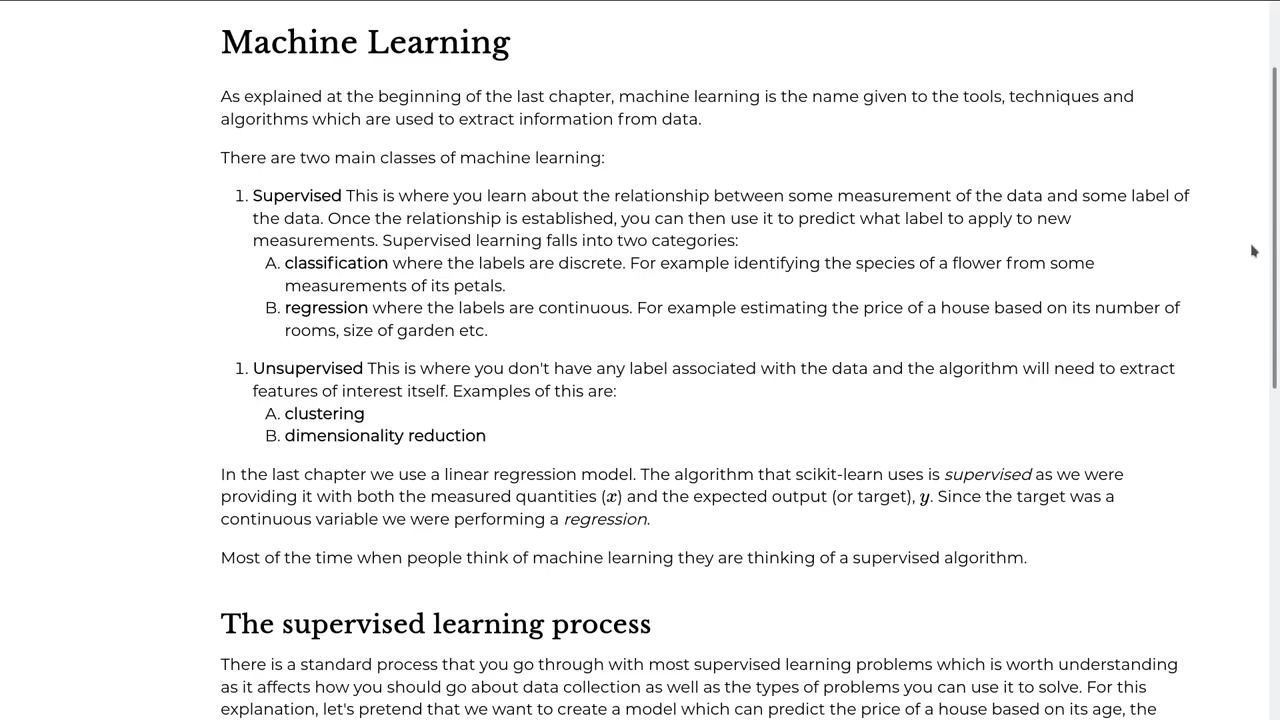 Machine Learning
As explained at the beginning of the last chapter, machine learning is the name given to the tools, techniques and
algorithms which are used to extract information from data.
There are two main classes of machine learning:
1. Supervised This is where you learn about the relationship between some measurement of the data and some label of
the data. Once the relationship is established, you can then use it to predict what label to apply to new
measurements. Supervised learning falls into two categories:
A. classification where the labels are discrete. For example identifying the species of a flower from some
measurements of its petals.
B. regression where the labels are continuous. For example estimating the price of a house based on its number of
rooms, size of garden etc.
1. Unsupervised This is where you don't have any label associated with the data and the algorithm will need to extract
features of interest itself. Examples of this are:
A. clustering
B. dimensionality reduction
In the last chapter we use a linear regression model. The algorithm that scikit-learn uses is supervised as we were
providing it with both the measured quantities (x) and the expected output (or target), y. Since the target was a
continuous variable we were performing a regression.
Most of the time when people think of machine learning they are thinking of a supervised algorithm.
The supervised learning process
There is a standard process that you go through with most supervised learning problems which is worth understanding
as it affects how you should go about data collection as well as the types of problems you can use it to solve. For this
explanation, let's pretend that we want to create a model which can predict the price of a house based on its age, the